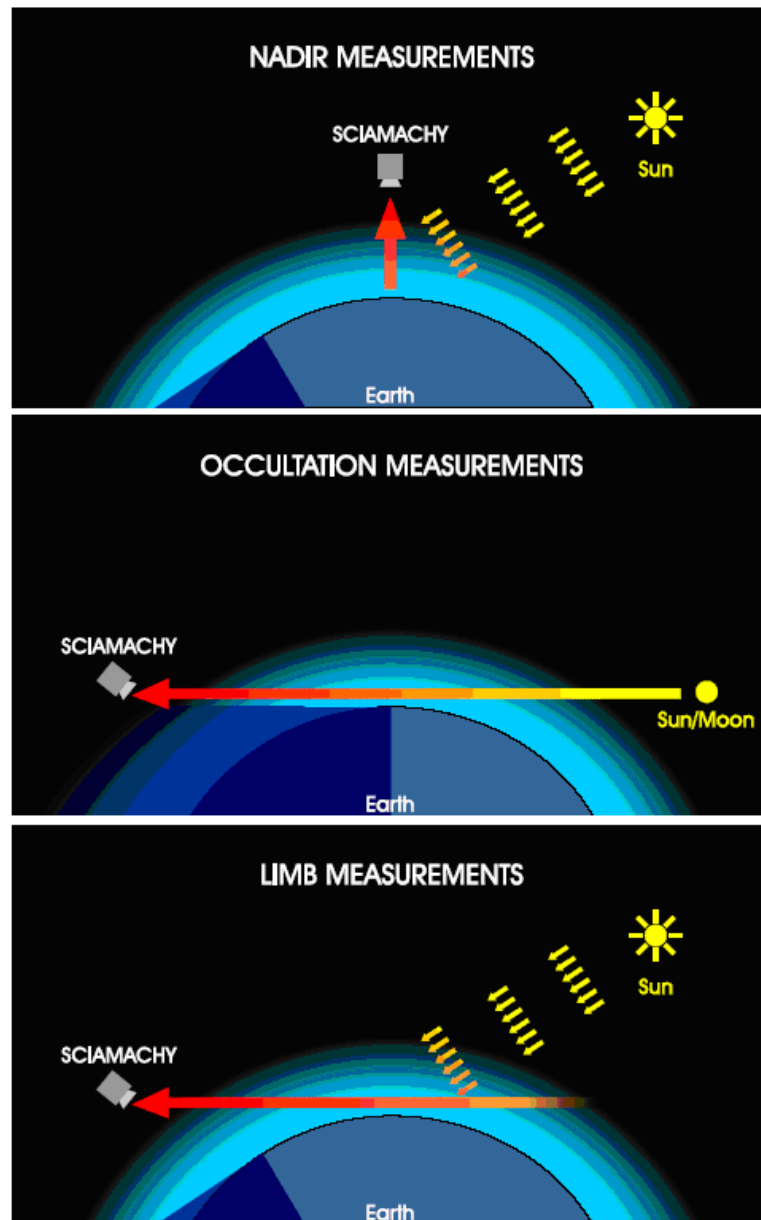 NADIR MEASUREMENTS
SCIAMACHY
Sun
Earth
OCCULTATION MEASUREMENTS
SCIAMACHY
Sun/Moon
Earth
LIMB MEASUREMENTS
Sun
SCIAMACHY
Earth